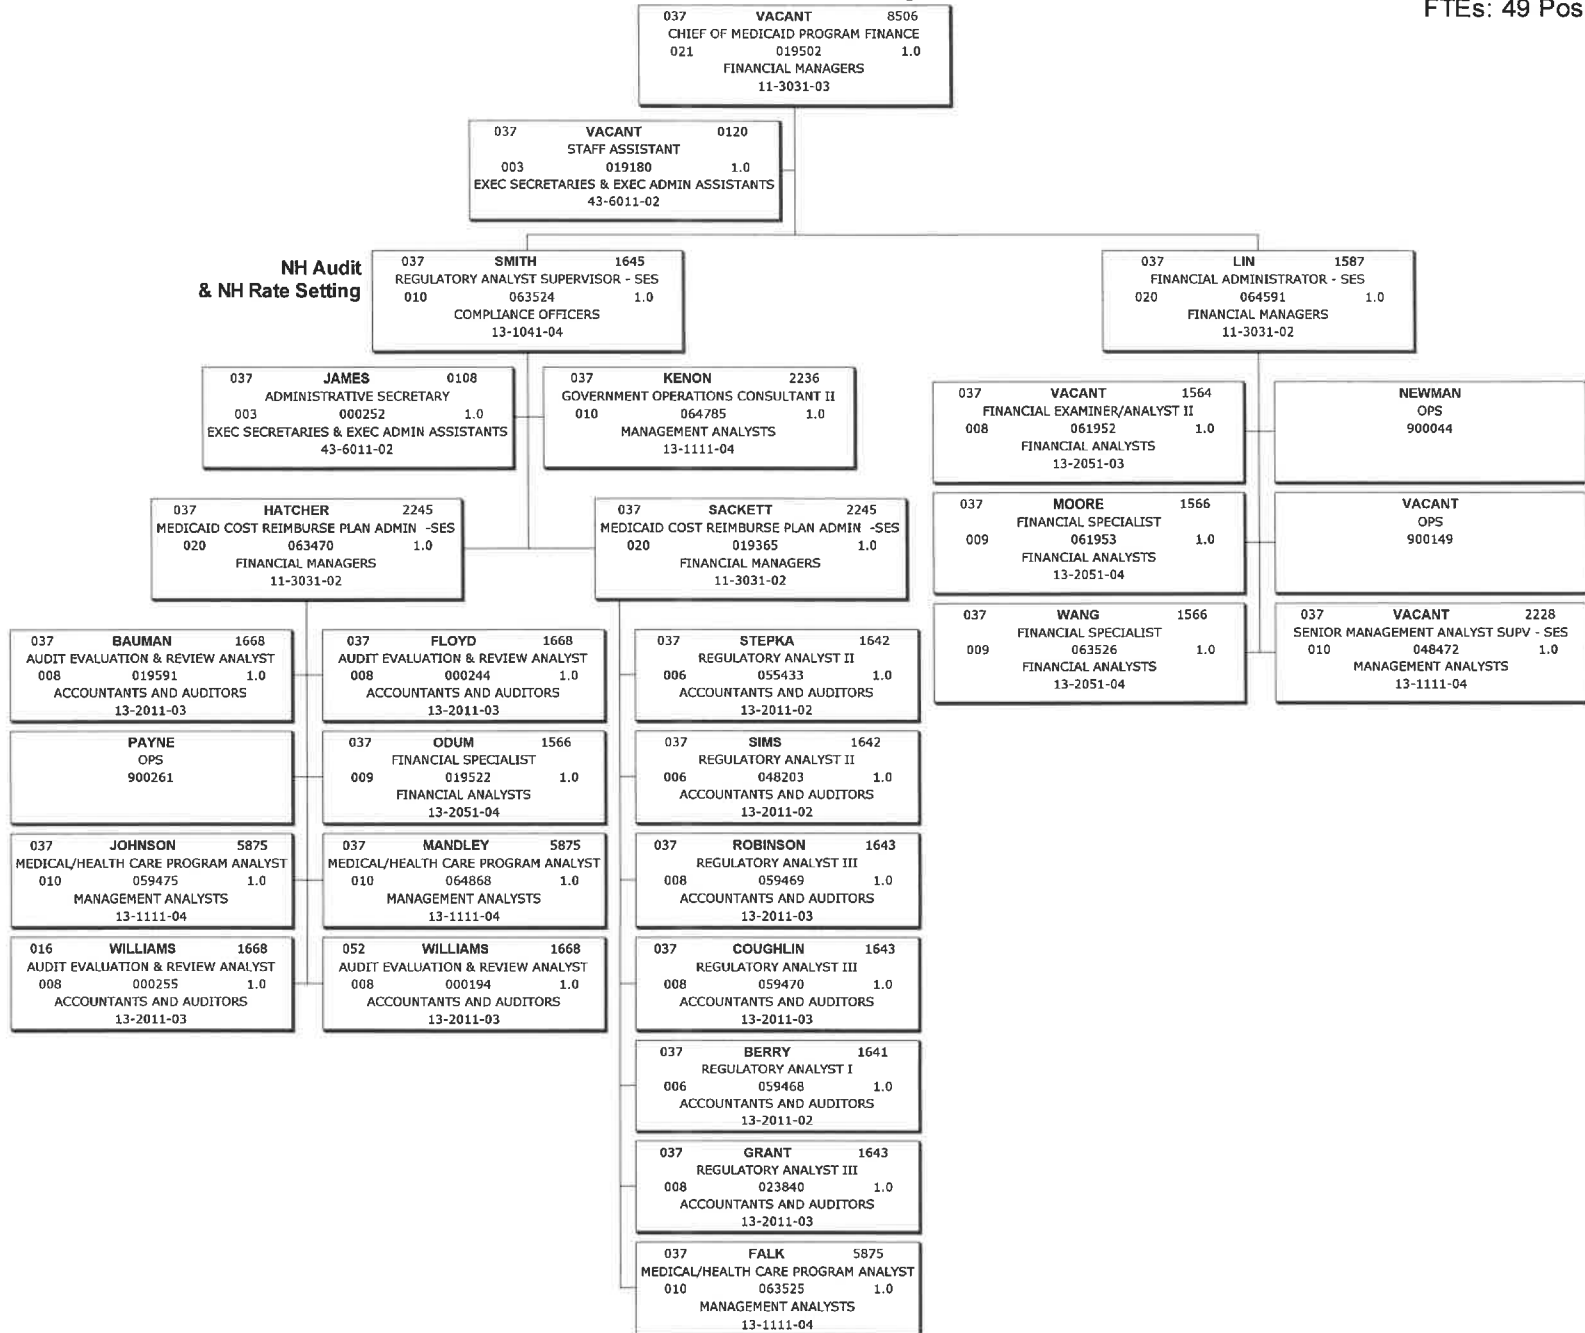 FTEs: 49 Pos
037 VACANT 8506
CHIEF OF MEDICAID PROGRAM FINANCE
021 019502 1.0
FINANCIAL MANAGERS
11-3031-03
037 VACANT 0120
STAFF ASSISTANT
003 019180 1.0
EXEC SECRETARIES & EXEC ADMIN ASSISTANTS
43-6011-02
NH Audit
& NH Rate Setting
037 SMITH 1645
REGULATORY ANALYST SUPERVISOR - SES
010 063524 1.0
COMPLIANCE OFFICERS
13-1041-04
037 LIN 1587
FINANCIAL ADMINISTRATOR - SES
020 064591 1.0
FINANCIAL MANAGERS
11-3031-02
037 JAMES 0108
ADMINISTRATIVE SECRETARY
003 000252 1.0
EXEC SECRETARIES & EXEC ADMIN ASSISTANTS
43-6011-02
037 KENON 2236
GOVERNMENT OPERATIONS CONSULTANT II
010 064785 1.0
MANAGEMENT ANALYSTS
13-1111-04
037 VACANT 1564
FINANCIAL EXAMINER/ANALYST II
008 061952 1.0
FINANCIAL ANALYSTS
13-2051-03
NEWMAN
OPS
900044
037 HATCHER 2245
MEDICAID COST REIMBURSE PLAN ADMIN -SES
020 063470 1.0
FINANCIAL MANAGERS
11-3031-02
037 SACKETT 2245
MEDICAID COST REIMBURSE PLAN ADMIN -SES
020 019365 1.0
FINANCIAL MANAGERS
11-3031-02
037 MOORE 1566
FINANCIAL SPECIALIST
009 061953 1.0
FINANCIAL ANALYSTS
13-2051-04
VACANT
OPS
900149
037 WANG 1566
FINANCIAL SPECIALIST
009 063526 1.0
FINANCIAL ANALYSTS
13-2051-04
037 VACANT 2228
SENIOR MANAGEMENT ANALYST SUPV - SES
010 048472 1.0
MANAGEMENT ANALYSTS
13-1111-04
037 BAUMAN 1668
AUDIT EVALUATION & REVIEW ANALYST
008 019591 1.0
ACCOUNTANTS AND AUDITORS
13-2011-03
037 FLOYD 1668
AUDIT EVALUATION & REVIEW ANALYST
008 000244 1.0
ACCOUNTANTS AND AUDITORS
13-2011-03
037 STEPKA 1642
REGULATORY ANALYST II
006 055433 1.0
ACCOUNTANTS AND AUDITORS
13-2011-02
PAYNE
OPS
900261
037 ODUM 1566
FINANCIAL SPECIALIST
009 019522 1.0
FINANCIAL ANALYSTS
13-2051-04
037 SIMS 1642
REGULATORY ANALYST II
006 048203 1.0
ACCOUNTANTS AND AUDITORS
13-2011-02
037 JOHNSON 5875
MEDICAL/HEALTH CARE PROGRAM ANALYST
010 059475 1.0
MANAGEMENT ANALYSTS
13-1111-04
037 MANDLEY 5875
MEDICAL/HEALTH CARE PROGRAM ANALYST
010 064868 1.0
MANAGEMENT ANALYSTS
13-1111-04
037 ROBINSON 1643
REGULATORY ANALYST III
008 059469 1.0
ACCOUNTANTS AND AUDITORS
13-2011-03
016 WILLIAMS 1668
AUDIT EVALUATION & REVIEW ANALYST
008 000255 1.0
ACCOUNTANTS AND AUDITORS
13-2011-03
052 WILLIAMS 1668
AUDIT EVALUATION & REVIEW ANALYST
008 000194 1.0
ACCOUNTANTS AND AUDITORS
13-2011-03
037 COUGHLIN 1643
REGULATORY ANALYST III
008 059470 1.0
ACCOUNTANTS AND AUDITORS
13-2011-03
037 BERRY 1641
REGULATORY ANALYST I
006 059468 1.0
ACCOUNTANTS AND AUDITORS
13-2011-02
037 GRANT 1643
REGULATORY ANALYST III
008 023840 1.0
ACCOUNTANTS AND AUDITORS
13-2011-03
037 FALK 5875
MEDICAL/HEALTH CARE PROGRAM ANALYST
010 063525 1.0
MANAGEMENT ANALYSTS
13-1111-04